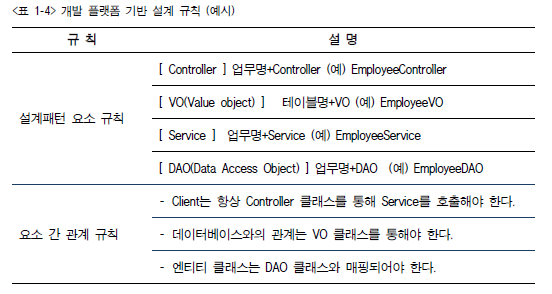 <표 1-4> 개발 플랫폼 기반 설계 규칙 (예시)
규 칙 설 명
설계패턴 요소 규칙
[ Controller ] 업무명+Controller (예) EmployeeController
[ VO(Value object) ] 테이블명+VO (예) EmployeeVO
[ Service ] 업무명+Service (예) EmployeeService
[ DAO(Data Access Object) ] 업무명+DAO (예) EmployeeDAO
요소 간 관계 규칙
- Client는 항상 Controller 클래스를 통해 Service를 호출해야 한다.
- 데이터베이스와의 관계는 VO 클래스를 통해야 한다.
- 엔티티 클래스는 DAO 클래스와 매핑되어야 한다.